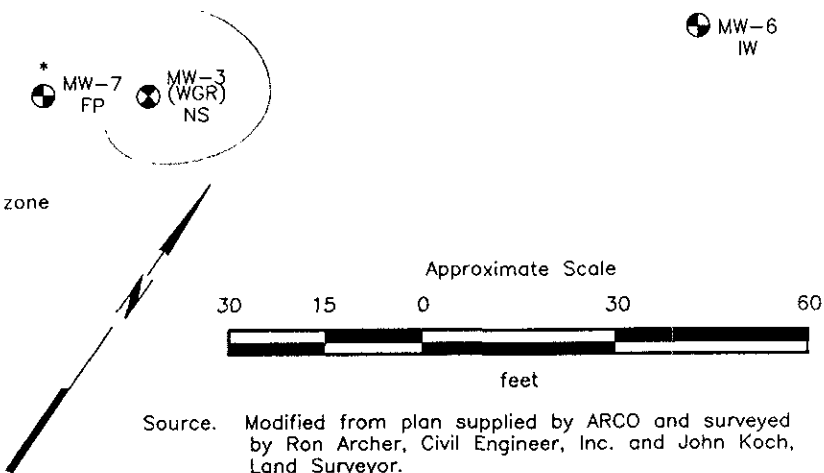 MW-6
IW
*
MW-7
FP
MW-3
(WGR)
NS
zone
Approximate Scale
30 15 0 30 60
feet
Source. Modified from plan supplied by ARCO and surveyed
by Ron Archer, Civil Engineer, Inc. and John Koch,
Land Surveyor.